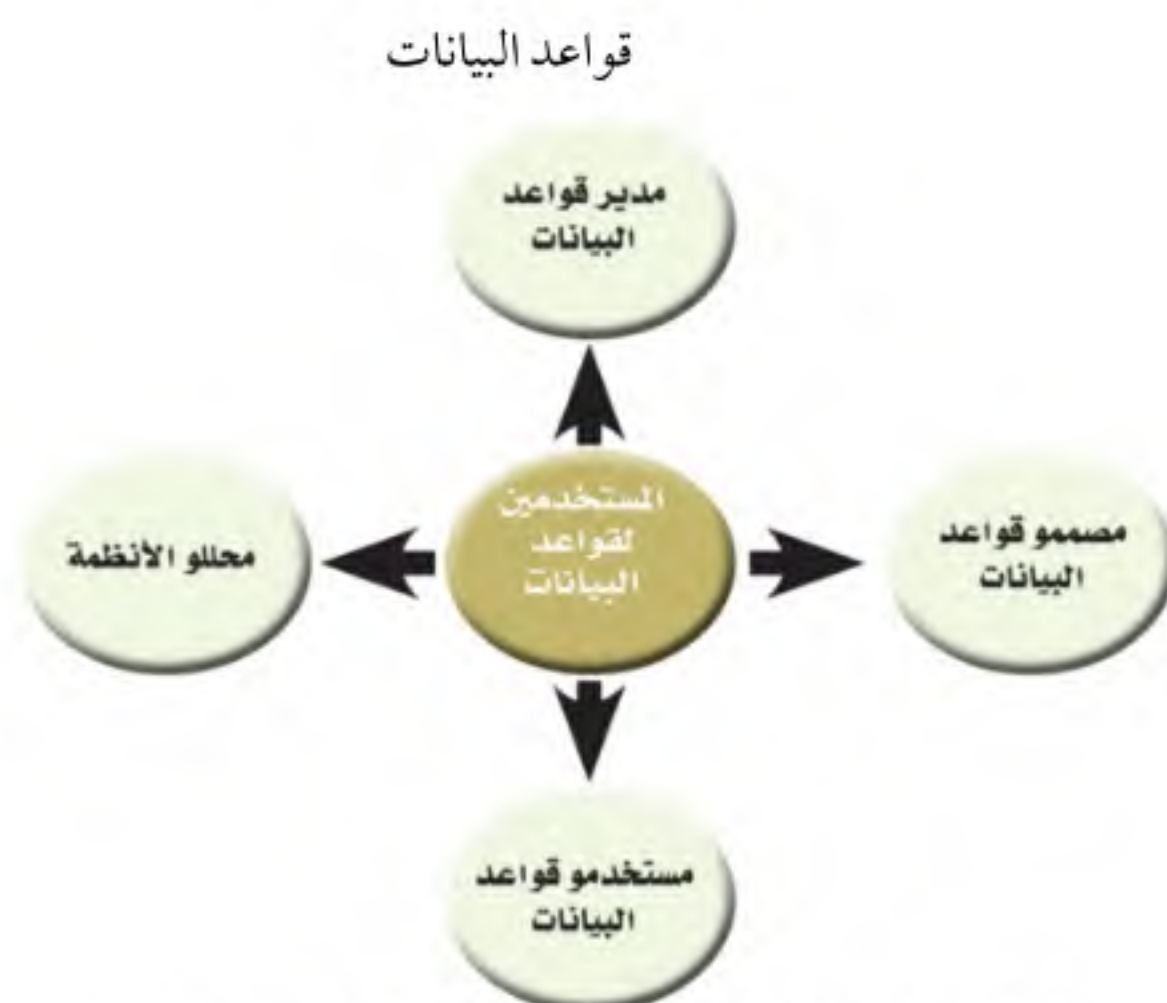 قواعد البيانات
مدير قواعد
البيانات
مصممو قواعد
البيانات
المستخدمين
لقواعد
البيانات
محللو الأنظمة
مستخدمو قواعد
البيانات